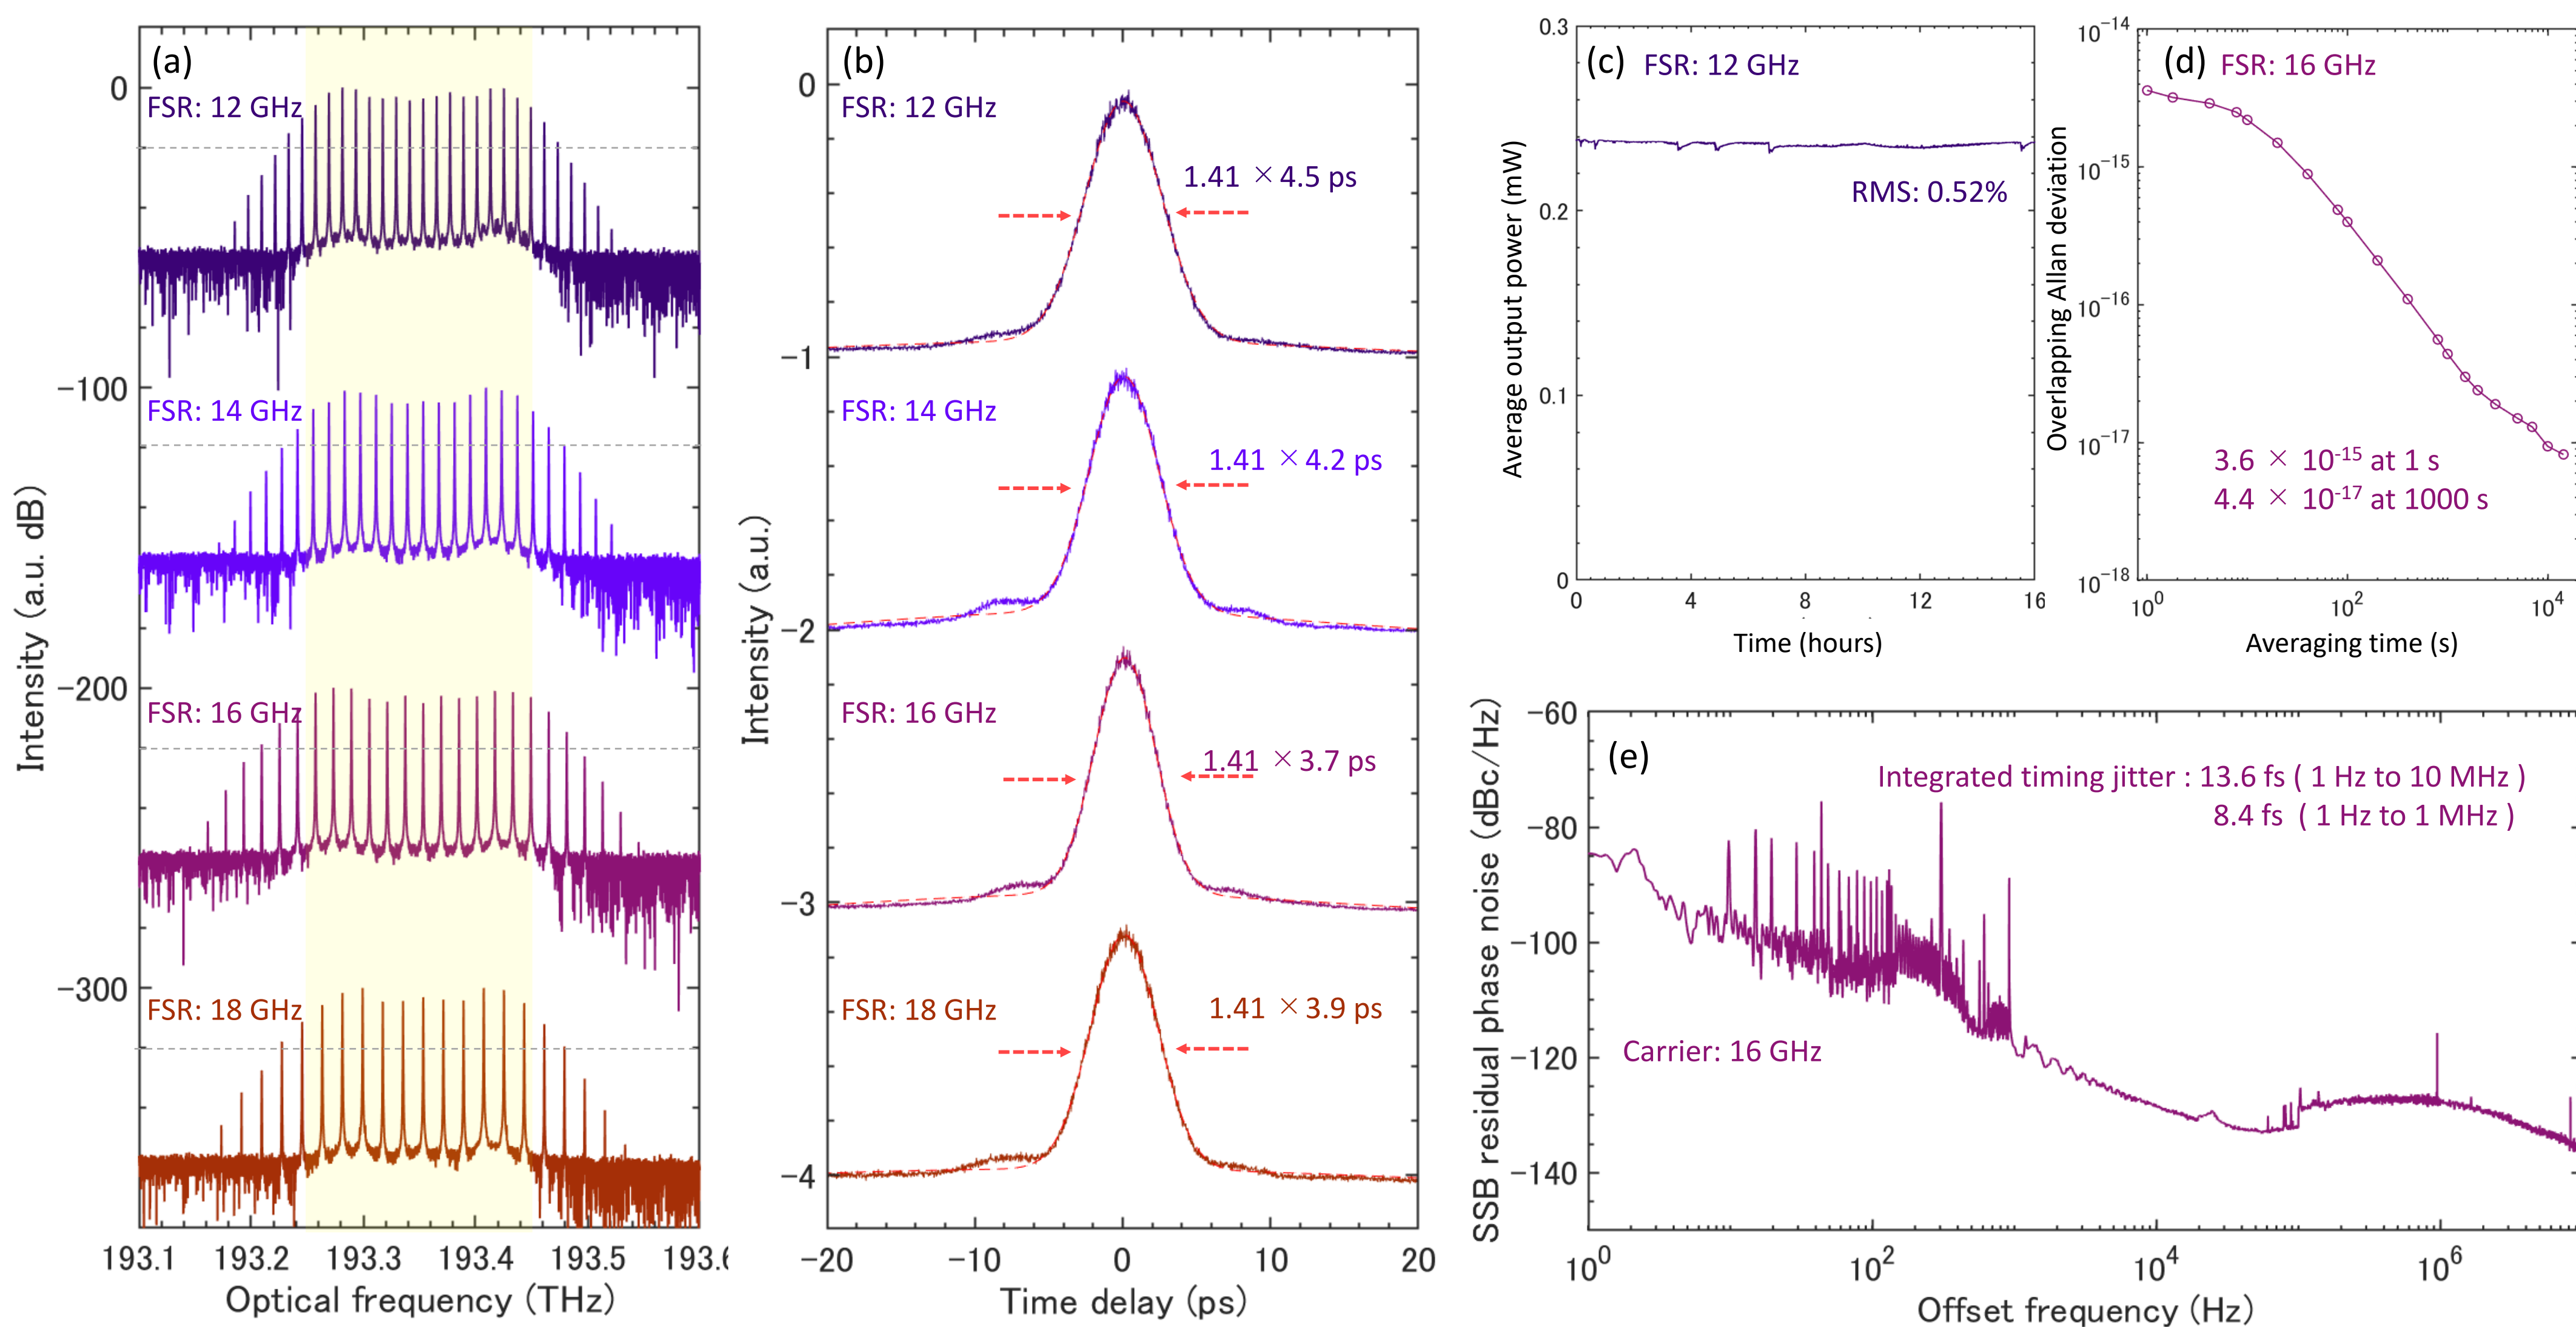 (a)
FSR: 12 GHz
FSR: 14 GHz
FSR: 16 GHz
FSR: 18 GHz
0
−100
−200
−300
Intensity (a.u. dB)
193.1 193.2 193.3 193.4 193.5 193.6
Optical frequency (THz)
(b)
FSR: 12 GHz
1.41 × 4.5 ps
FSR: 14 GHz
1.41 × 4.2 ps
FSR: 16 GHz
1.41 × 3.7 ps
FSR: 18 GHz
1.41 × 3.9 ps
0
−1
−2
−3
−4
Intensity (a.u.)
−20 −10 0 10 20
Time delay (ps)
(c) FSR: 12 GHz
RMS: 0.52%
0.3
0.2
0.1
0
Average output power (mW)
0 4 8 12 16
Time (hours)
(d) FSR: 16 GHz
3.6 × 10⁻¹⁵ at 1 s
4.4 × 10⁻¹⁷ at 1000 s
10⁻¹⁴
10⁻¹⁵
10⁻¹⁶
10⁻¹⁷
10⁻¹⁸
Overlapping Allan deviation
10⁰ 10² 10⁴
Averaging time (s)
(e)
Integrated timing jitter : 13.6 fs ( 1 Hz to 10 MHz )
8.4 fs ( 1 Hz to 1 MHz )
Carrier: 16 GHz
−60
−80
−100
−120
−140
SSB residual phase noise (dBc/Hz)
10⁰ 10² 10⁴ 10⁶
Offset frequency (Hz)